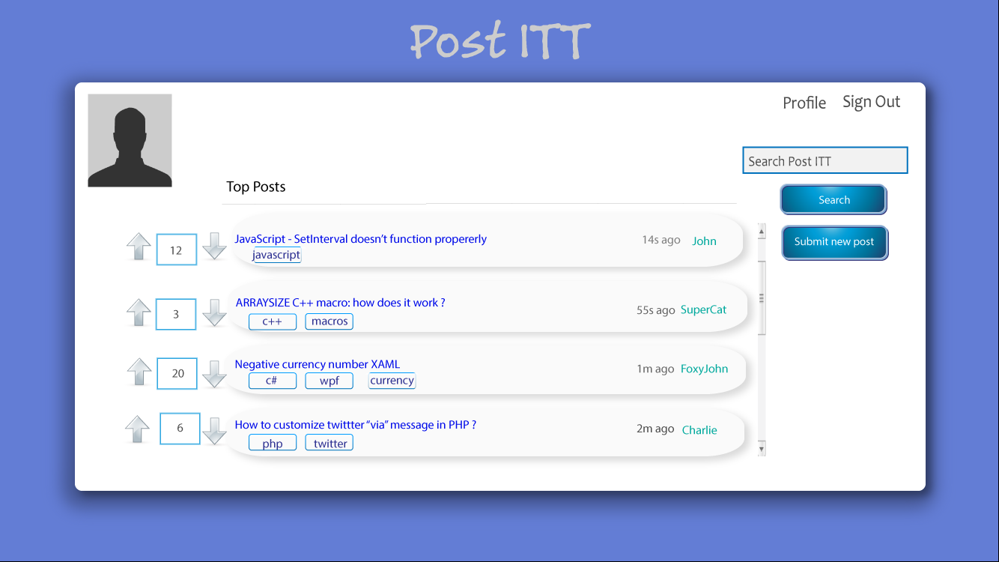 Post ITT
Profile Sign Out
Search Post ITT
Top Posts
Search
Submit new post
12
JavaScript - SetInterval doesn't function propererly
14s ago John
javascript
3
ARRAYSIZE C++ macro: how does it work ?
55s ago SuperCat
c++ macros
20
Negative currency number XAML
1m ago FoxyJohn
c# wpf currency
6
How to customize twittter “via” message in PHP ?
2m ago Charlie
php twitter